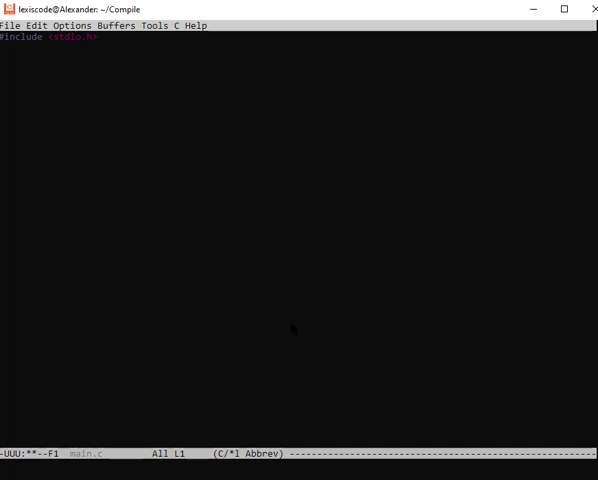 lexiscode@Alexander: ~/Compile
File Edit Options Buffers Tools C Help
#include <stdio.h>
-UUU:**--F1 main.c All L1 (C/*l Abbrev) ----------------------------------------------------------